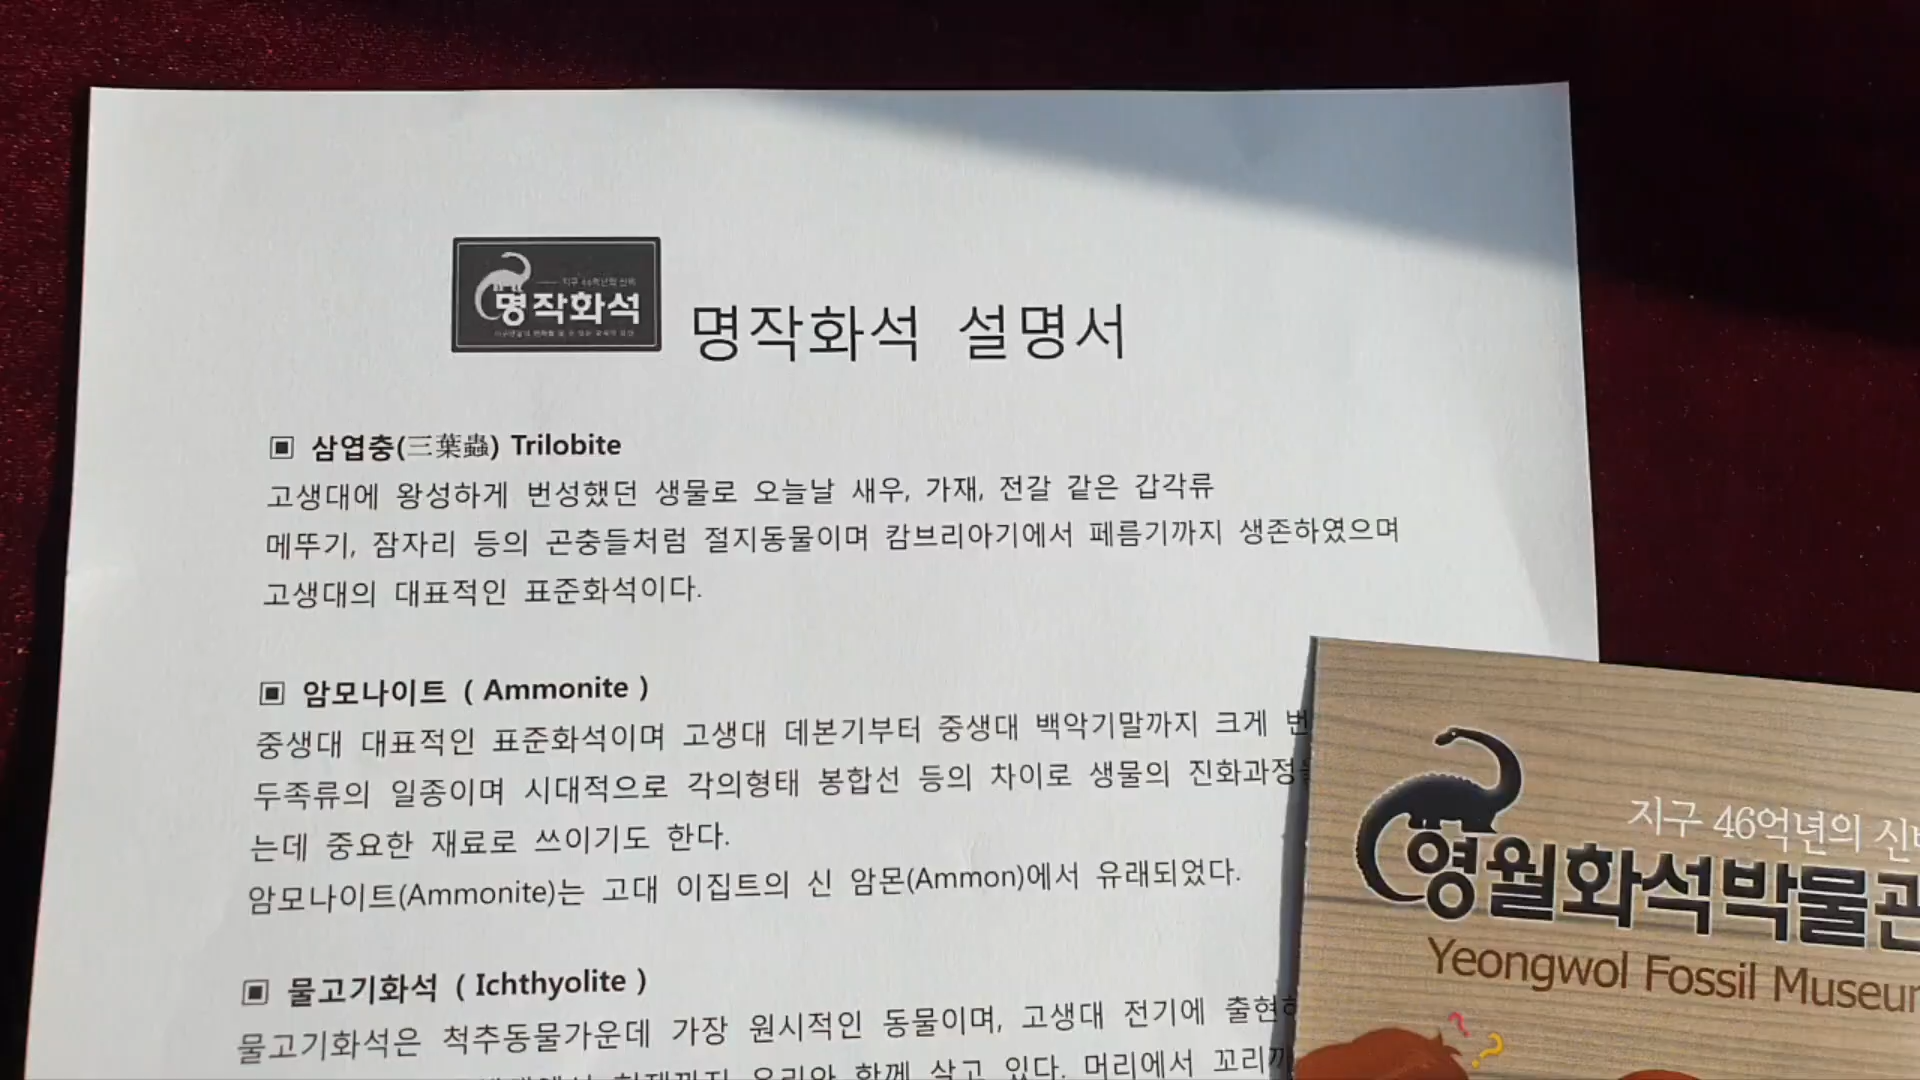 지구 46억년의 신비
명작화석
명작화석 설명서
▣ 삼엽충(三葉蟲) Trilobite
고생대에 왕성하게 번성했던 생물로 오늘날 새우, 가재, 전갈 같은 갑각류
메뚜기, 잠자리 등의 곤충들처럼 절지동물이며 캄브리아기에서 페름기까지 생존하였으며
고생대의 대표적인 표준화석이다.
▣ 암모나이트 ( Ammonite )
중생대 대표적인 표준화석이며 고생대 데본기부터 중생대 백악기말까지 크게 번
두족류의 일종이며 시대적으로 각의형태 봉합선 등의 차이로 생물의 진화과정을
는데 중요한 재료로 쓰이기도 한다.
암모나이트(Ammonite)는 고대 이집트의 신 암몬(Ammon)에서 유래되었다.
▣ 물고기화석 ( Ichthyolite )
물고기화석은 척추동물가운데 가장 원시적인 동물이며, 고생대 전기에 출현
현재까지 우리와 함께 살고 있다. 머리에서 꼬리까
지구 46억년의 신비
영월화석박물관
Yeongwol Fossil Museum